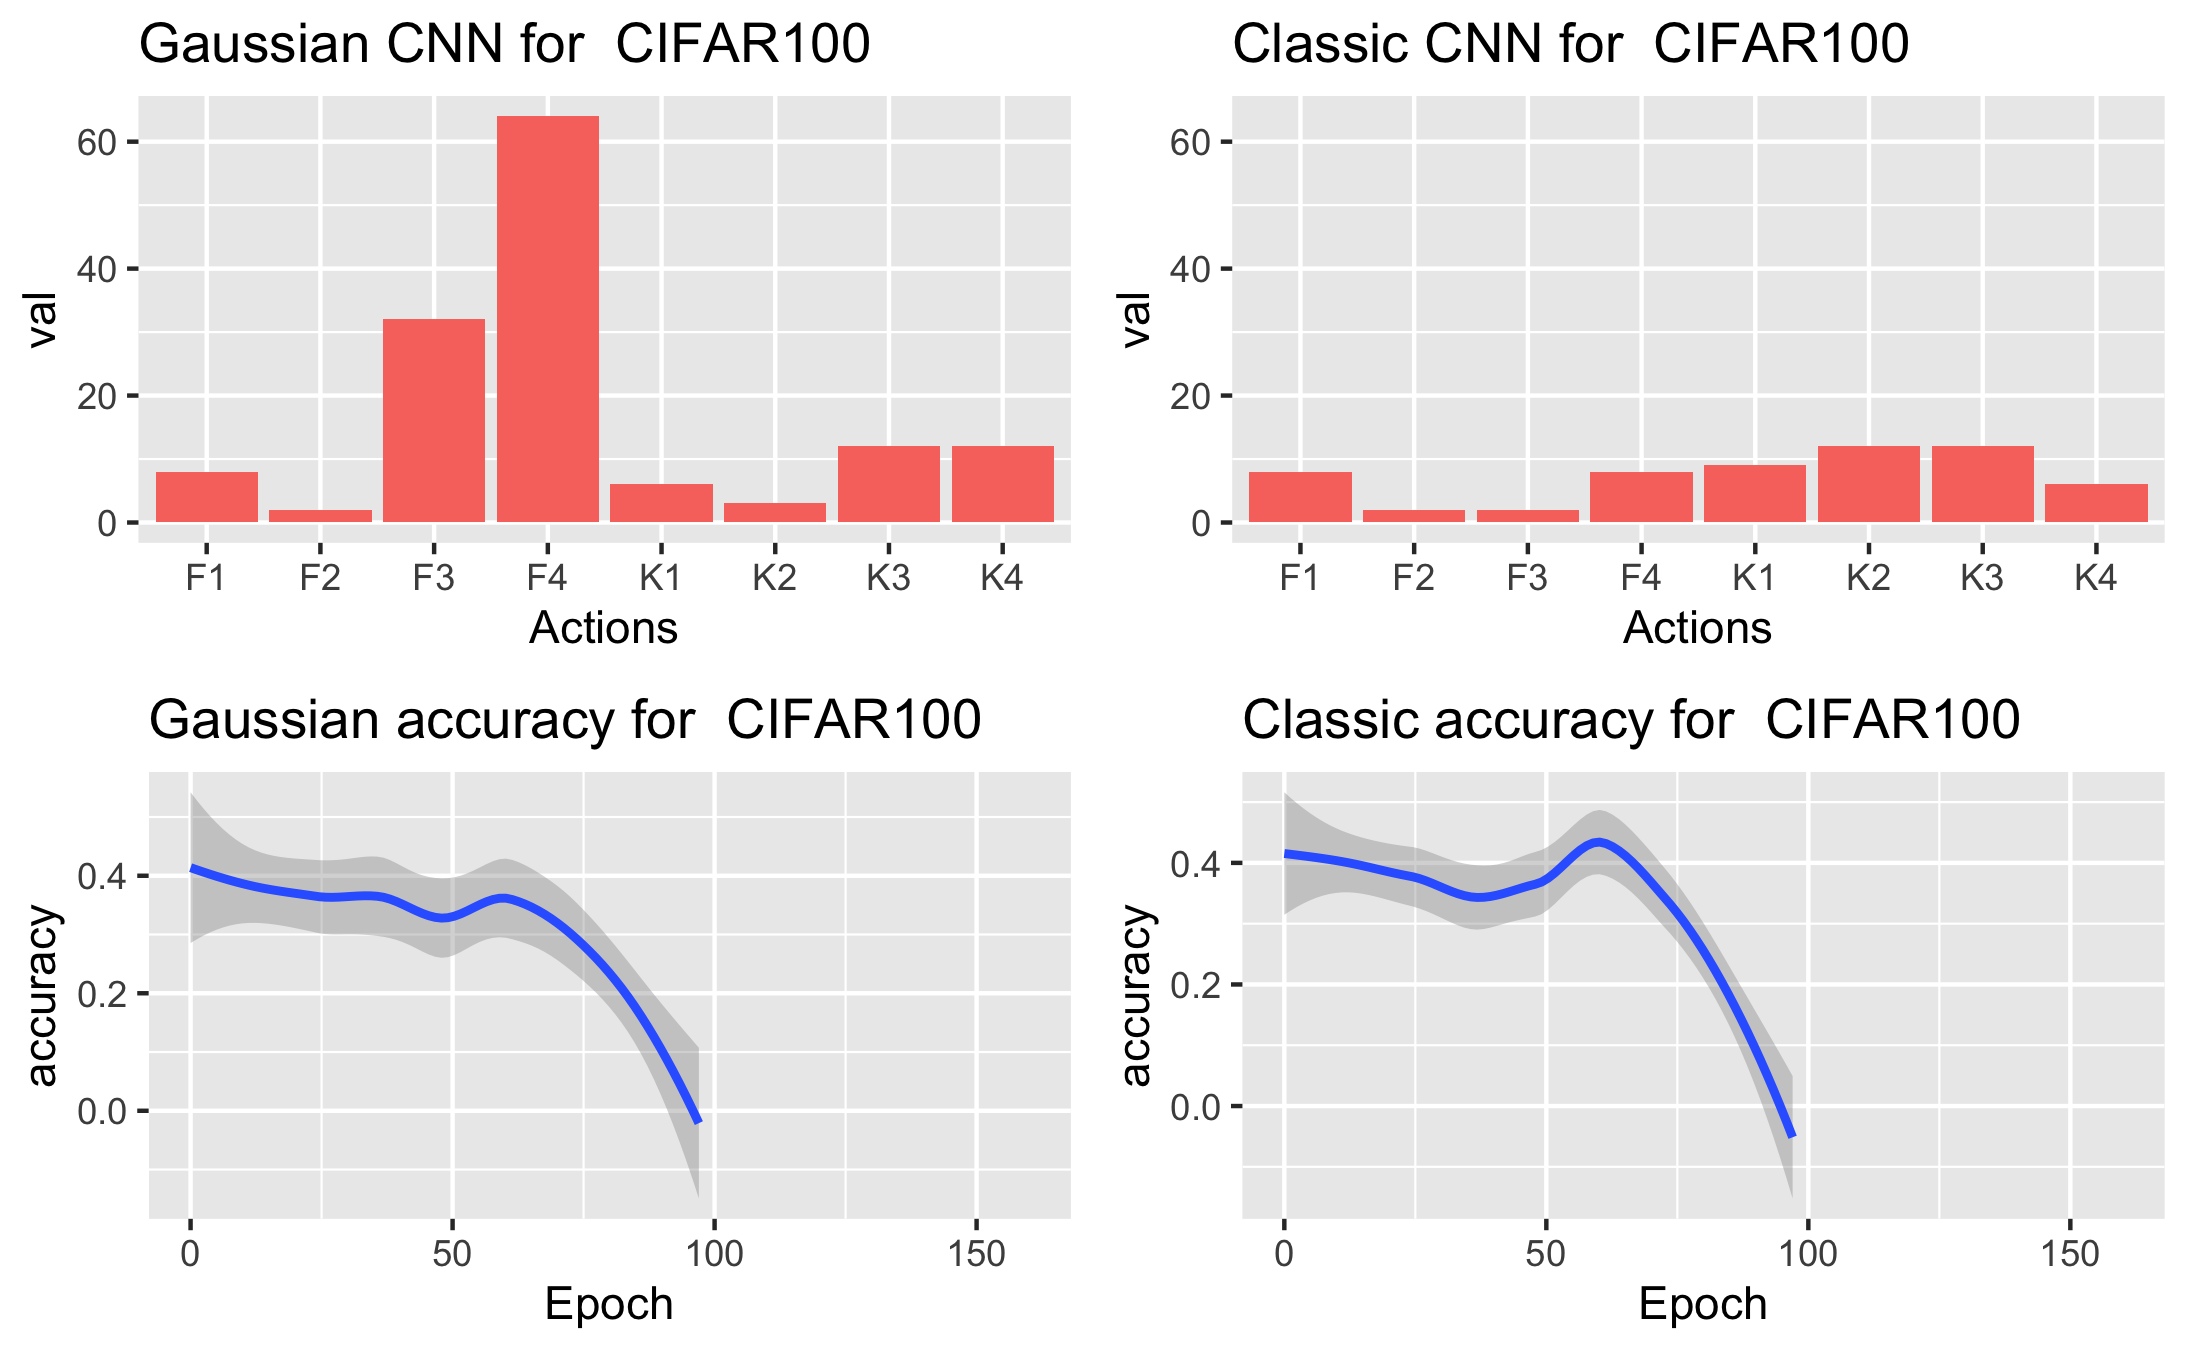 Gaussian CNN for  CIFAR100
60
40
20
0
val
F1 F2 F3 F4 K1 K2 K3 K4
Actions
Classic CNN for  CIFAR100
60
40
20
0
val
F1 F2 F3 F4 K1 K2 K3 K4
Actions
Gaussian accuracy for  CIFAR100
0.4
0.2
0.0
accuracy
0 50 100 150
Epoch
Classic accuracy for  CIFAR100
0.4
0.2
0.0
accuracy
0 50 100 150
Epoch